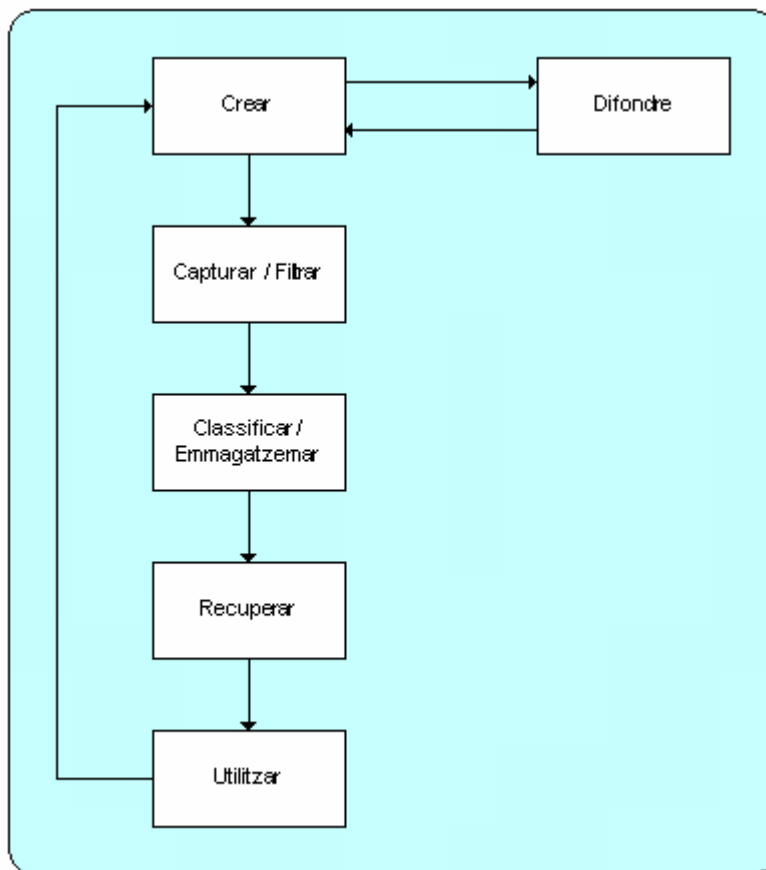 Crear
Difondre
Capturar / Filtrar
Classificar /
Emmagatzemar
Recuperar
Utilitzar